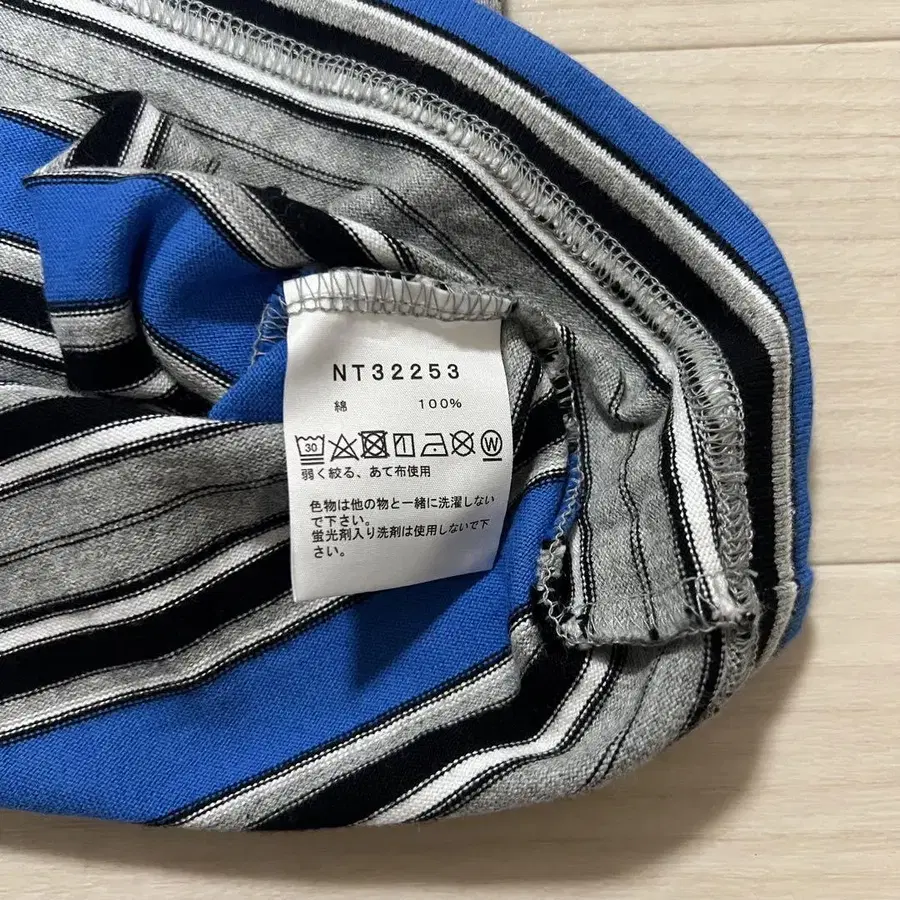 NT32253
綿 100%
30 W
弱く絞る、あて布使用
色物は他の物と一緒に洗濯しない
で下さい。
蛍光剤入り洗剤は使用しないで下
さい。